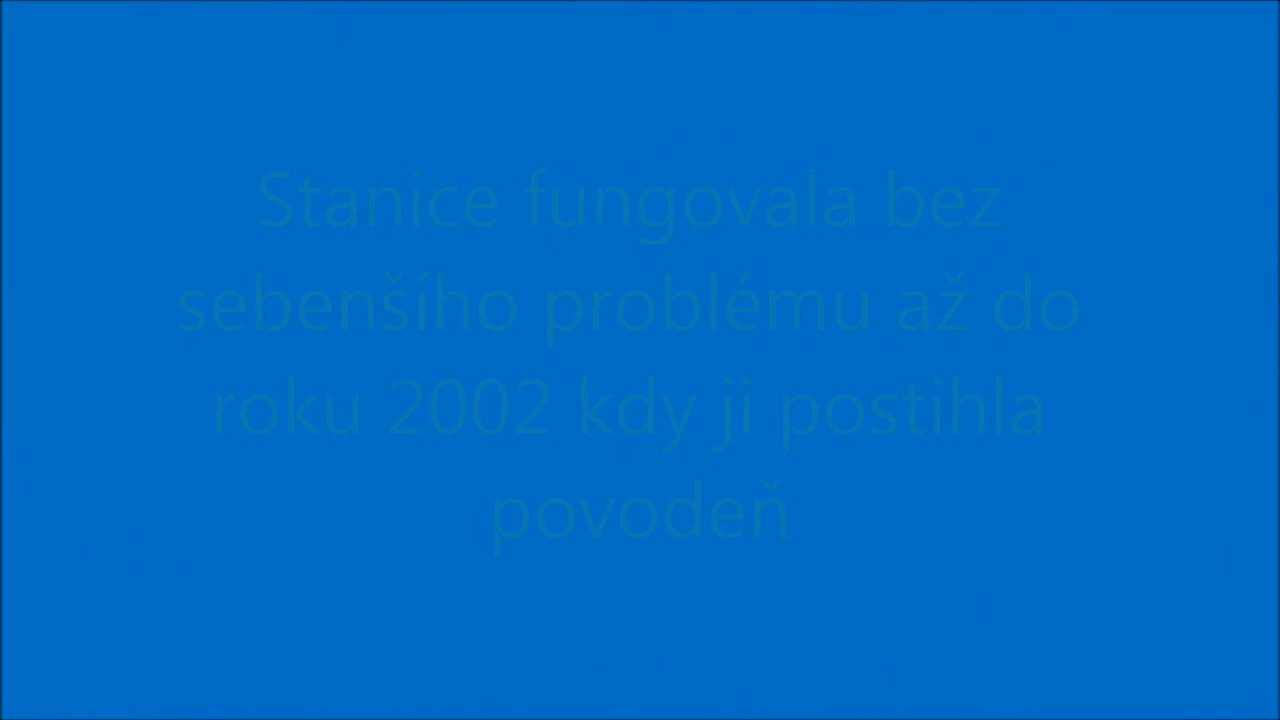 Stanice fungovala bez
sebenšího problému až do
roku 2002 kdy ji postihla
povodeň